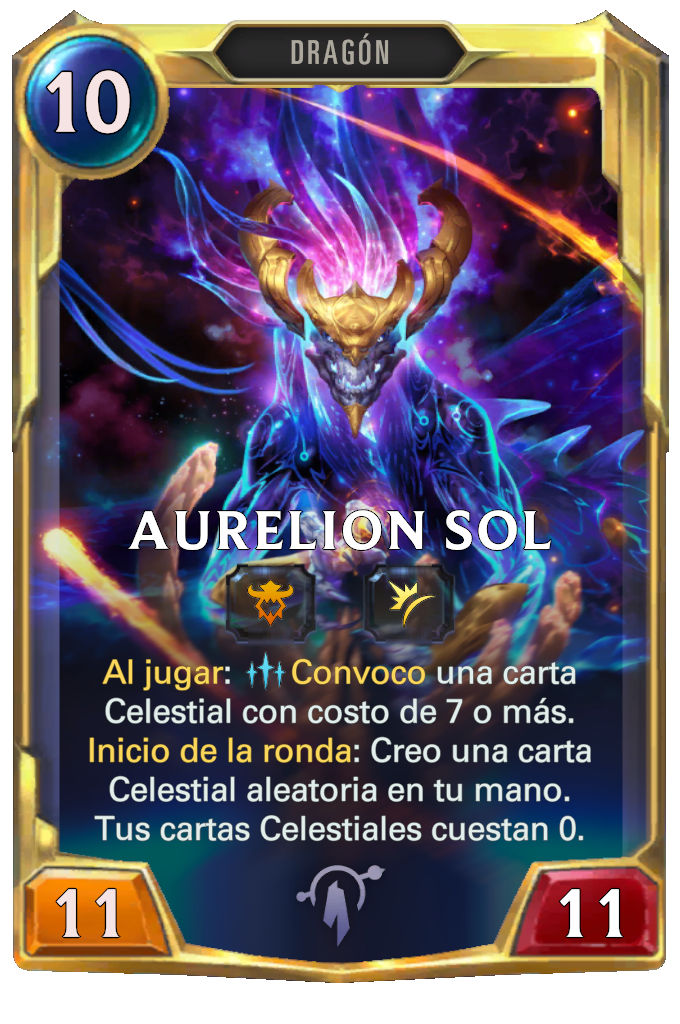 DRAGÓN
10
AURELION SOL
Al jugar: Convoco una carta
Celestial con costo de 7 o más.
Inicio de la ronda: Creo una carta
Celestial aleatoria en tu mano.
Tus cartas Celestiales cuestan 0.
11
11